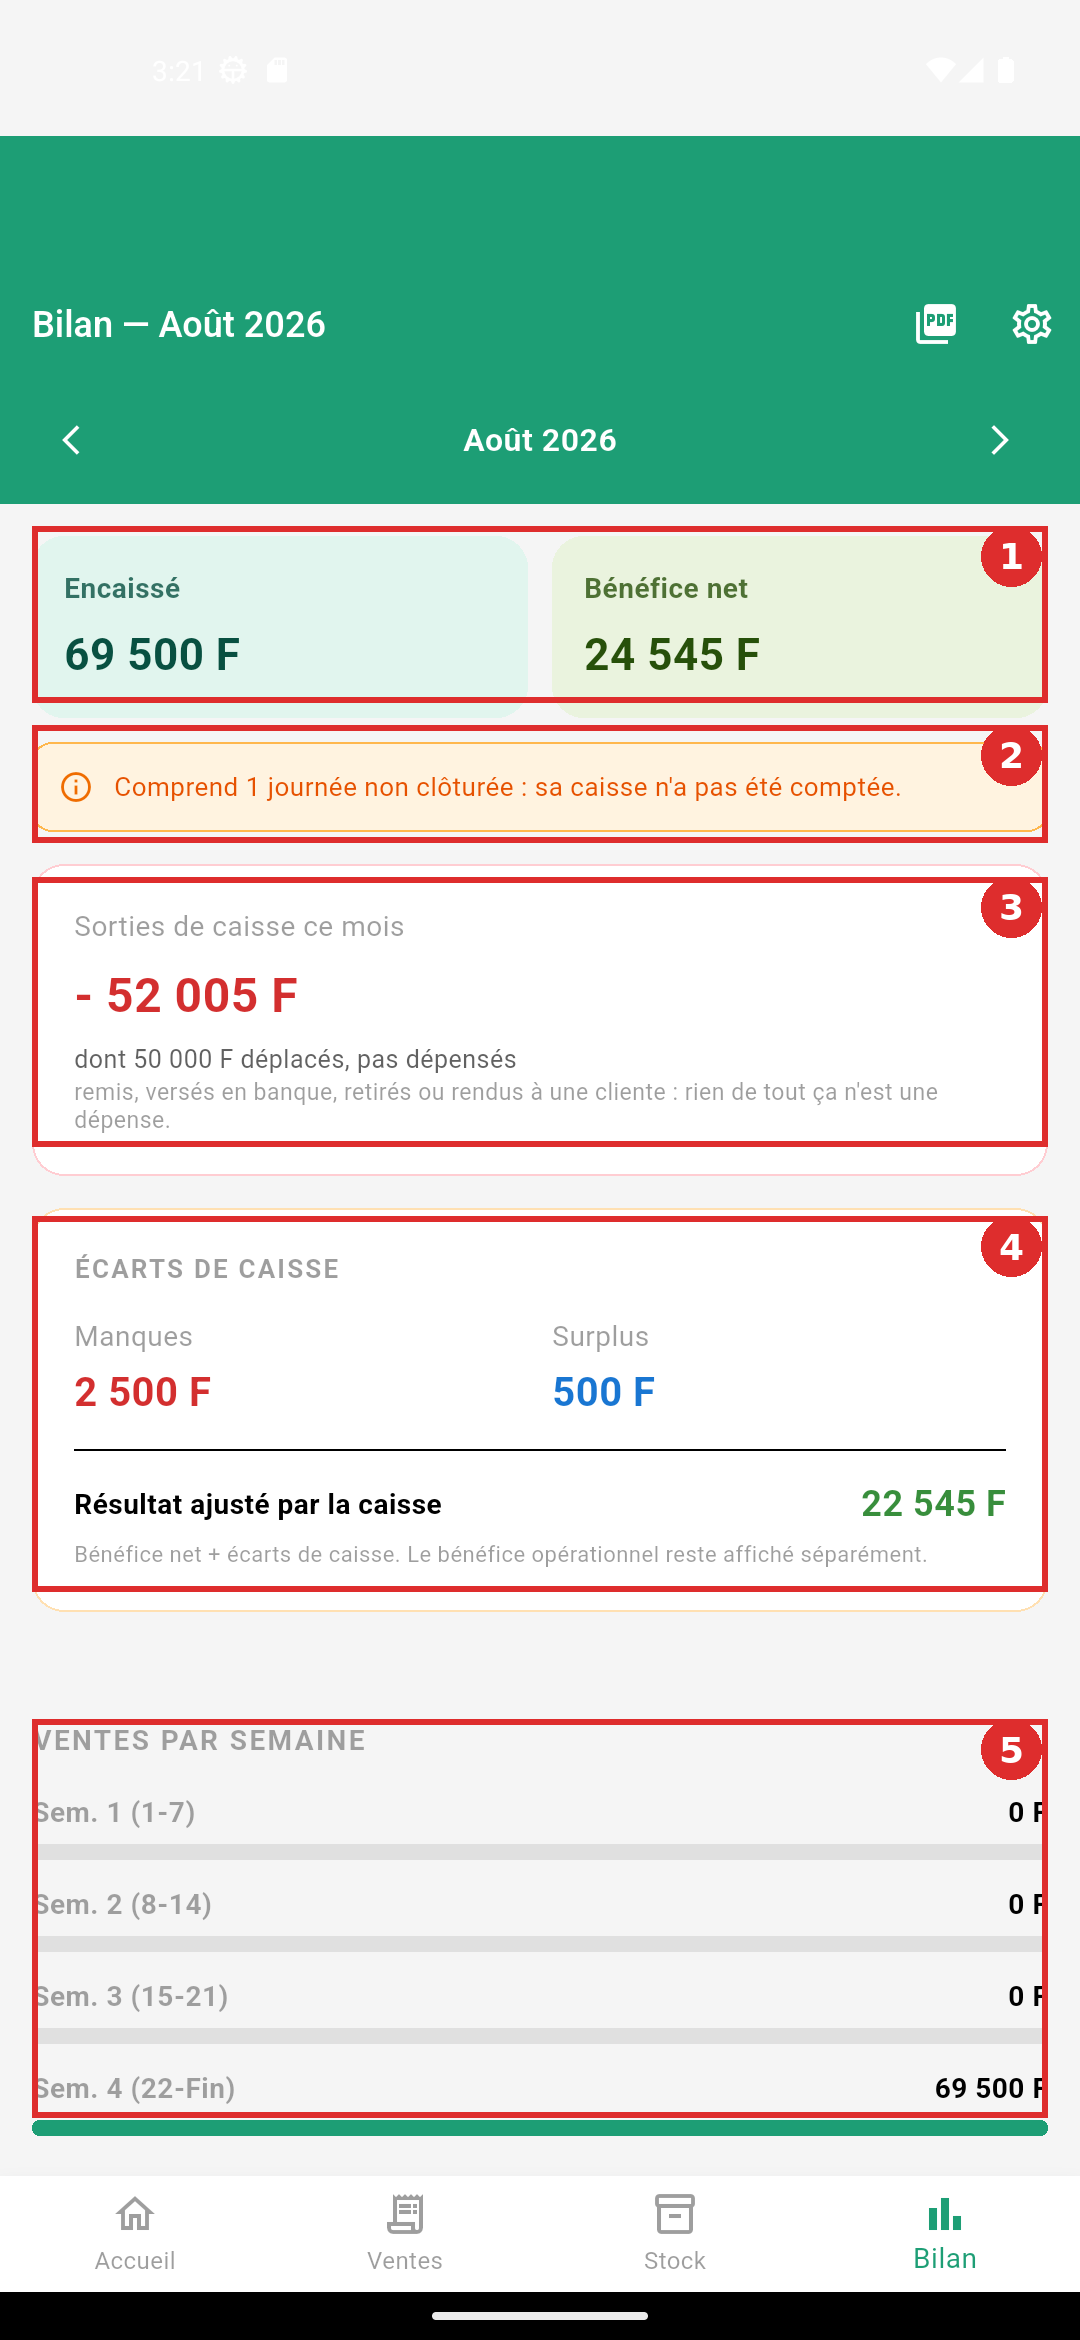 3:21
Bilan — Août 2026
PDF
Août 2026
1
Encaissé
Bénéfice net
69 500 F
24 545 F
2
Comprend 1 journée non clôturée : sa caisse n'a pas été comptée.
3
Sorties de caisse ce mois
- 52 005 F
dont 50 000 F déplacés, pas dépensés
remis, versés en banque, retirés ou rendus à une cliente : rien de tout ça n'est une
dépense.
4
ÉCARTS DE CAISSE
Manques
Surplus
2 500 F
500 F
Résultat ajusté par la caisse
22 545 F
Bénéfice net + écarts de caisse. Le bénéfice opérationnel reste affiché séparément.
5
VENTES PAR SEMAINE
Sem. 1 (1-7)
0 F
Sem. 2 (8-14)
0 F
Sem. 3 (15-21)
0 F
Sem. 4 (22-Fin)
69 500 F
Accueil
Ventes
Stock
Bilan